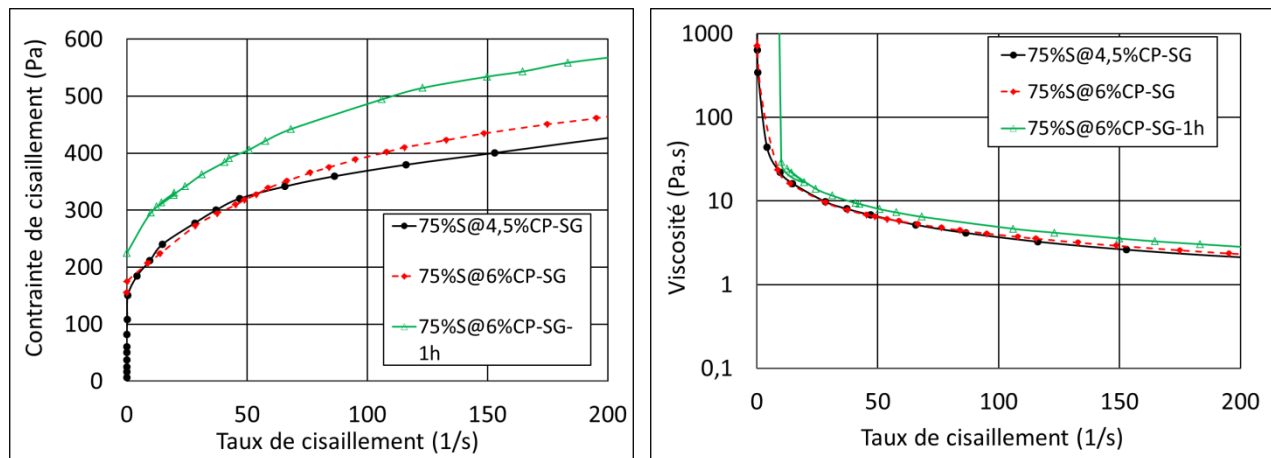 Contrainte de cisaillement (Pa)
600
500
400
300
200
100
0
75%S@4,5%CP-SG
75%S@6%CP-SG
75%S@6%CP-SG-
1h
0
50
100
150
200
Taux de cisaillement (1/s)
Viscosité (Pa.s)
1000
100
10
1
0,1
75%S@4,5%CP-SG
75%S@6%CP-SG
75%S@6%CP-SG-1h
0
50
100
150
200
Taux de cisaillement (1/s)